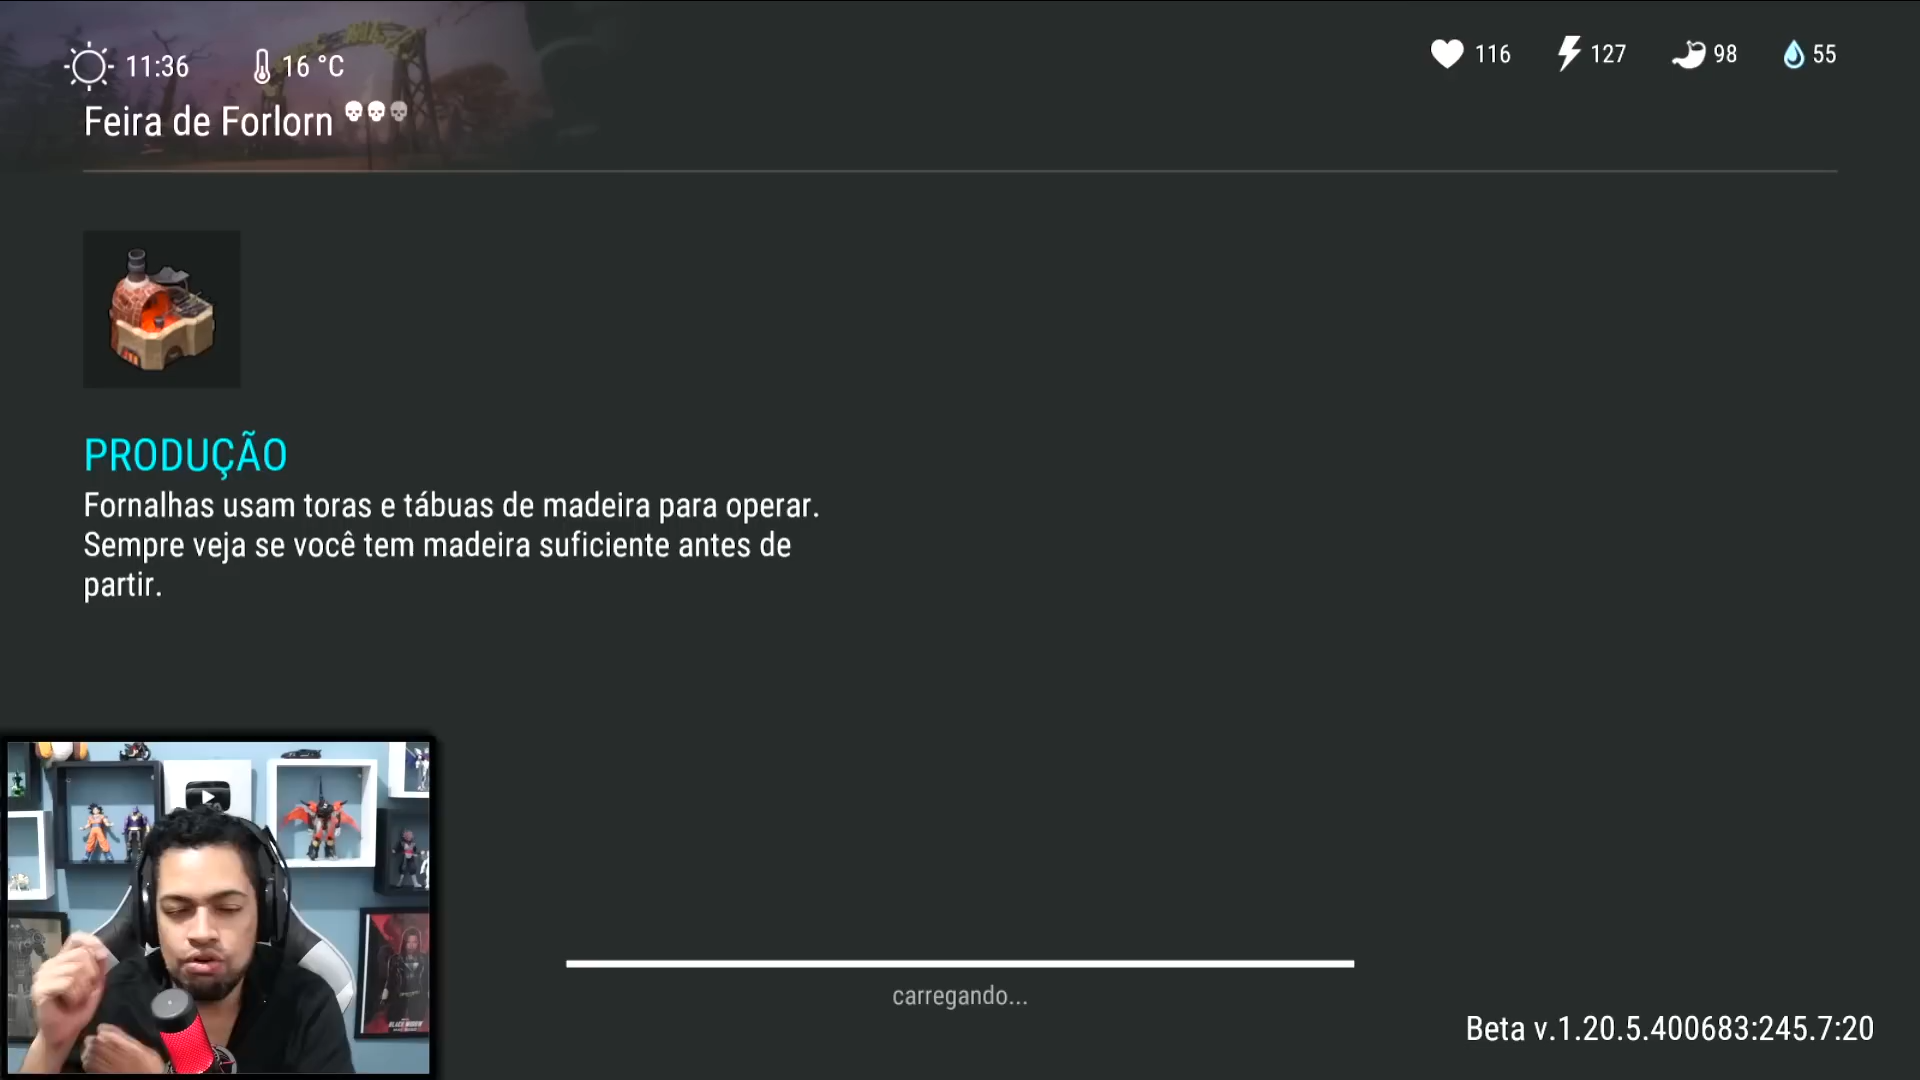 11:36
16 °C
116
127
98
55
Feira de Forlorn
PRODUÇÃO
Fornalhas usam toras e tábuas de madeira para operar.
Sempre veja se você tem madeira suficiente antes de
partir.
BLACK WIDOW
carregando...
Beta v.1.20.5.400683:245.7:20